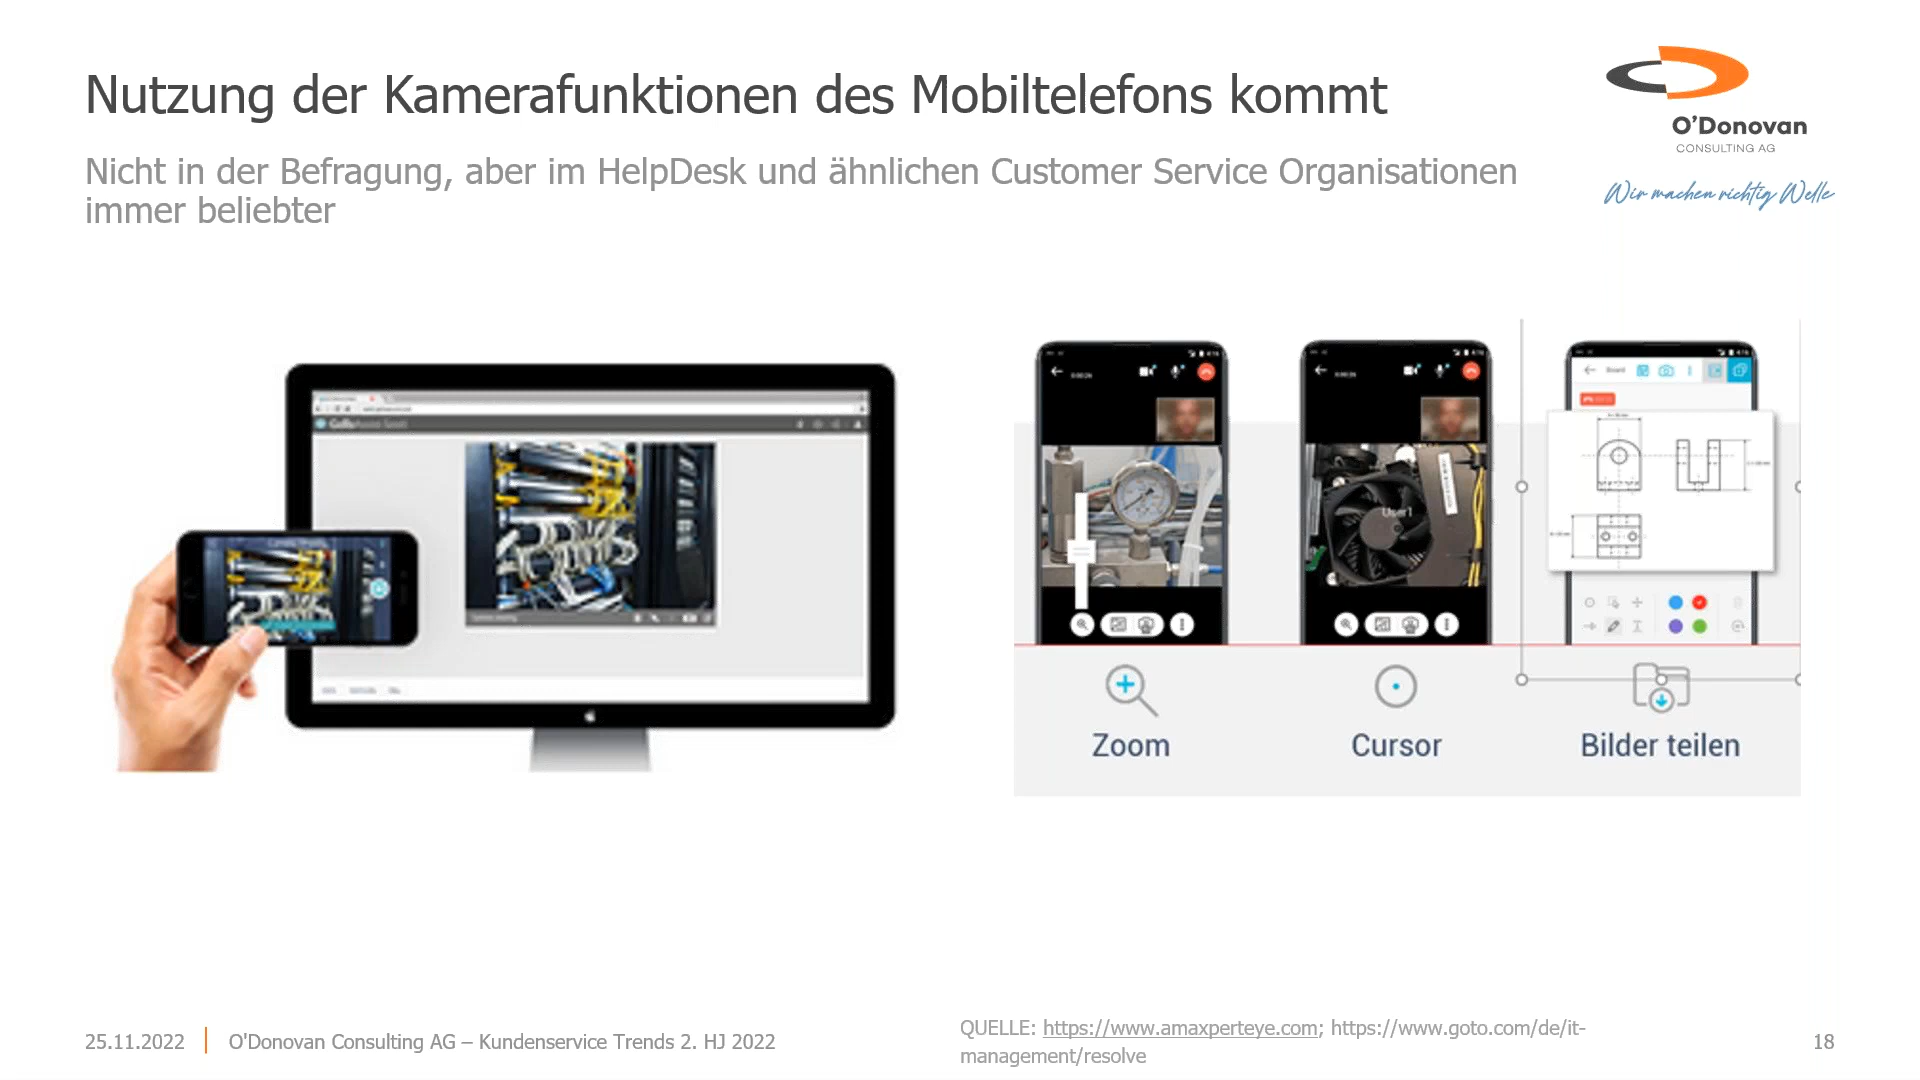 Nutzung der Kamerafunktionen des Mobiltelefons kommt
Nicht in der Befragung, aber im HelpDesk und ähnlichen Customer Service Organisationen
immer beliebter
O'Donovan
CONSULTING AG
Wir machen richtig Welle
User1
Zoom
Cursor
Bilder teilen
25.11.2022
O'Donovan Consulting AG – Kundenservice Trends 2. HJ 2022
QUELLE: https://www.amaxperteye.com; https://www.goto.com/de/it-
management/resolve
18